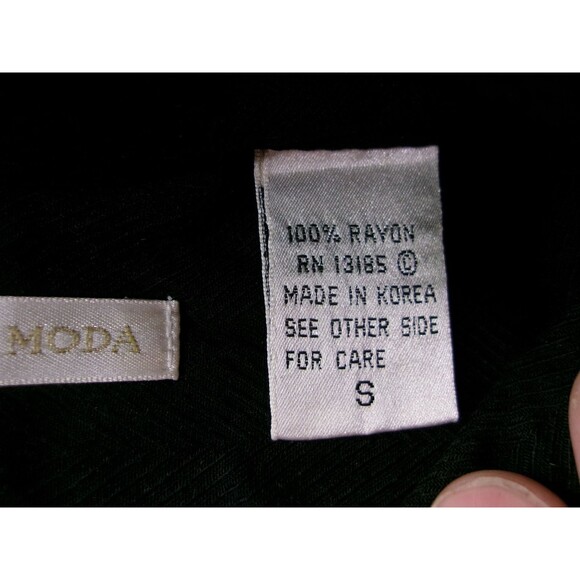 MODA
100% RAYON
RN 13185 ©
MADE IN KOREA
SEE OTHER SIDE
FOR CARE
S